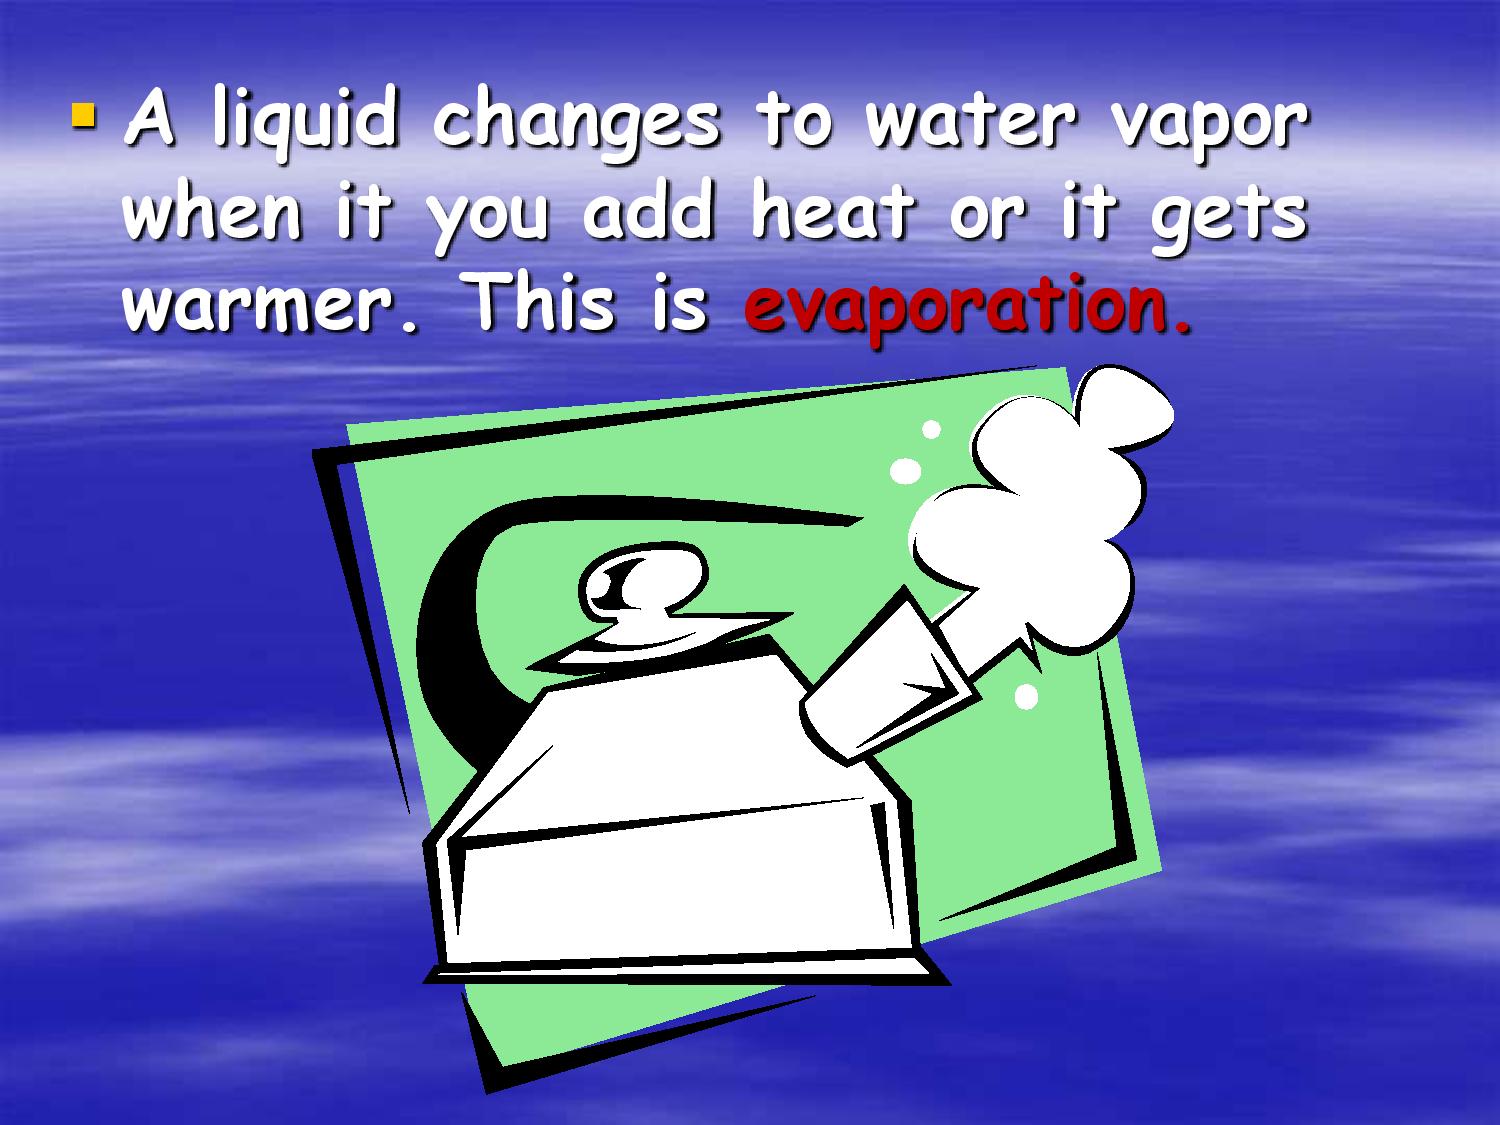 A liquid changes to water vapor
when it you add heat or it gets
warmer. This is evaporation.